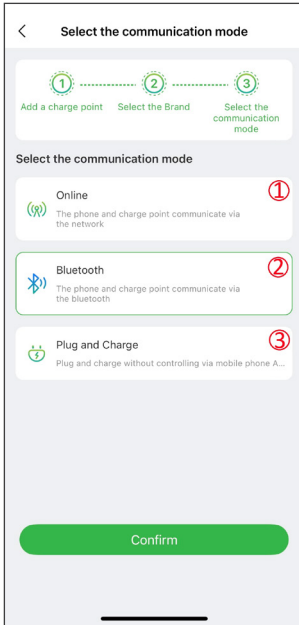 Select the communication mode
1 2 3
Add a charge point Select the Brand Select the
communication
mode
Select the communication mode
①
Online
The phone and charge point communicate via
the network
②
Bluetooth
The phone and charge point communicate via
the bluetooth
③
Plug and Charge
Plug and charge without controlling via mobile phone A...
Confirm